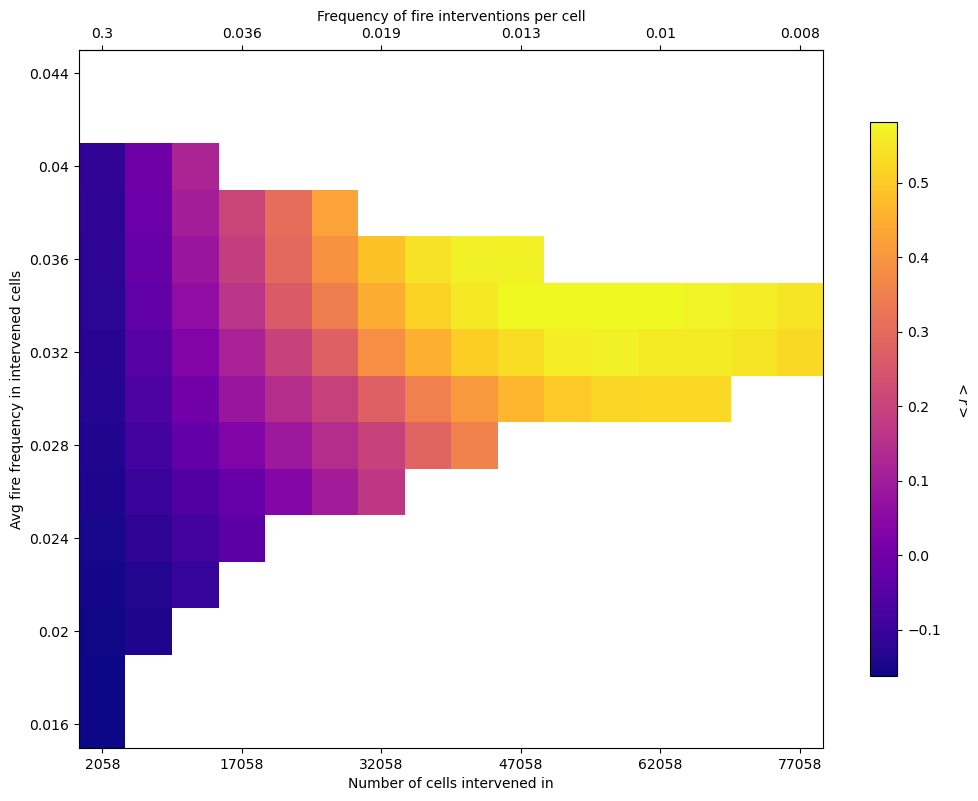 Frequency of fire interventions per cell
0.3 0.036 0.019 0.013 0.01 0.008
Avg fire frequency in intervened cells
0.044
0.04
0.036
0.032
0.028
0.024
0.02
0.016
2058 17058 32058 47058 62058 77058
Number of cells intervened in
0.5
0.4
0.3
0.2
0.1
0.0
−0.1
< r >